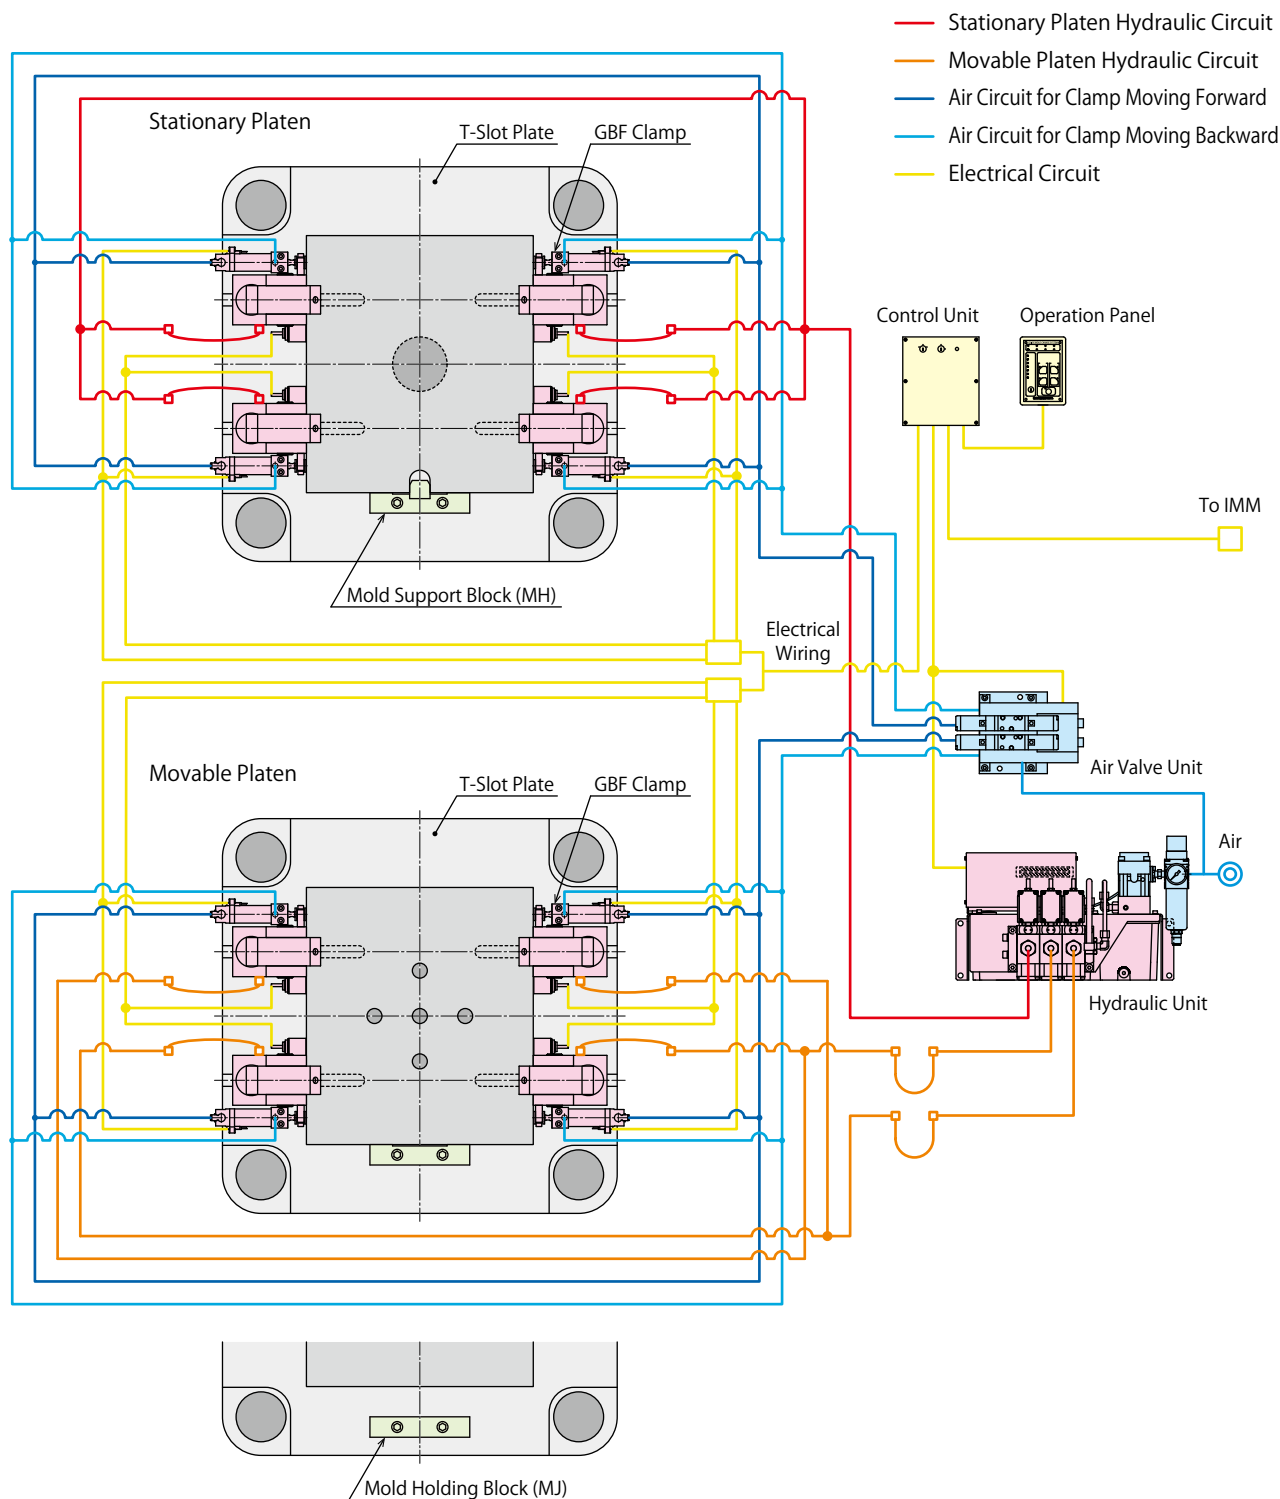 Stationary Platen Hydraulic Circuit
Movable Platen Hydraulic Circuit
Air Circuit for Clamp Moving Forward
Air Circuit for Clamp Moving Backward
Electrical Circuit
Stationary Platen
T-Slot Plate
GBF Clamp
Control Unit
Operation Panel
To IMM
Mold Support Block (MH)
Electrical
Wiring
Air Valve Unit
Movable Platen
T-Slot Plate
GBF Clamp
Air
Hydraulic Unit
Mold Holding Block (MJ)